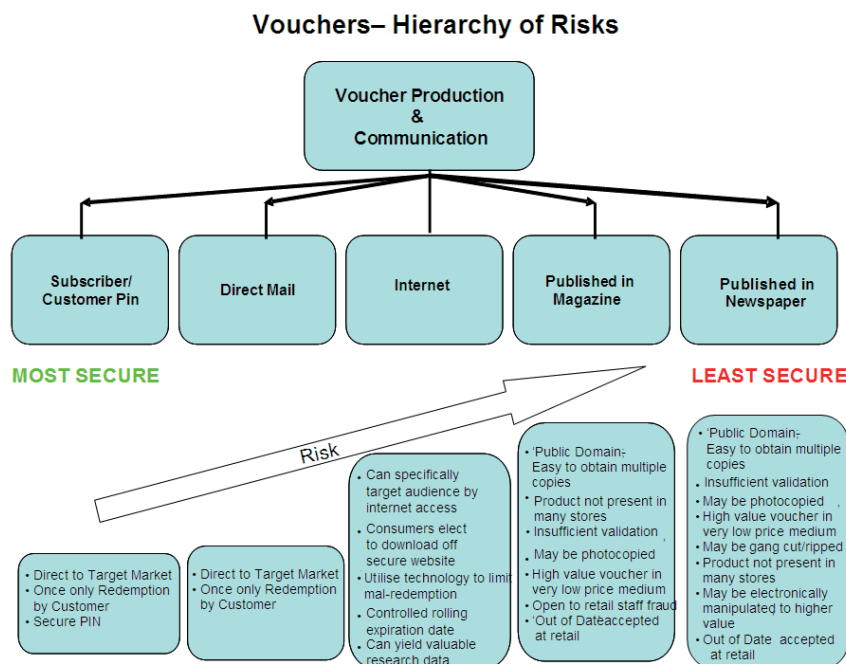 Vouchers– Hierarchy of Risks
Voucher Production
&
Communication
Subscriber/
Customer Pin
Direct Mail
Internet
Published in
Magazine
Published in
Newspaper
MOST SECURE
LEAST SECURE
Risk
• Direct to Target Market
• Once only Redemption
by Customer
• Secure PIN
• Direct to Target Market
• Once only Redemption
by Customer
• Can specifically
target audience by
internet access
• Consumers elect
to download off
secure website
• Utilise technology to limit
mal-redemption
• Controlled rolling
expiration date
• Can yield valuable
research data
• ‘Public Domain;
Easy to obtain multiple
copies
• Product not present in
many stores
• Insufficient validation ,
• May be photocopied
• High value voucher in
very low price medium
• Open to retail staff fraud
• ‘Out of Dateaccepted
at retail
• ‘Public Domain;
Easy to obtain multiple
copies
• Insufficient validation
• May be photocopied ,
• High value voucher in
very low price medium
• May be gang cut/ripped
• Product not present in
many stores
• May be electronically
manipulated to higher
value
• Out of Date accepted
at retail